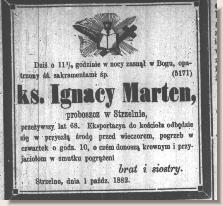 Dziś o 11½, godzinie w nocy zasnął w Bogu, opa-
trzony śś. sakramentami śp. (5171)
ks. Ignacy Marten,
proboszcz w Strzelnie,
przeżywszy lat 68. Eksportacya do kościoła odbędzie
się w przyszłą środę przed wieczorem, pogrzeb w
czwartek o godz. 10, o czém donoszą krewnym i przy-
jaciołom w smutku pogrążeni
brat i siostry.
Strzelno, dnia 1 paźdz. 1882.